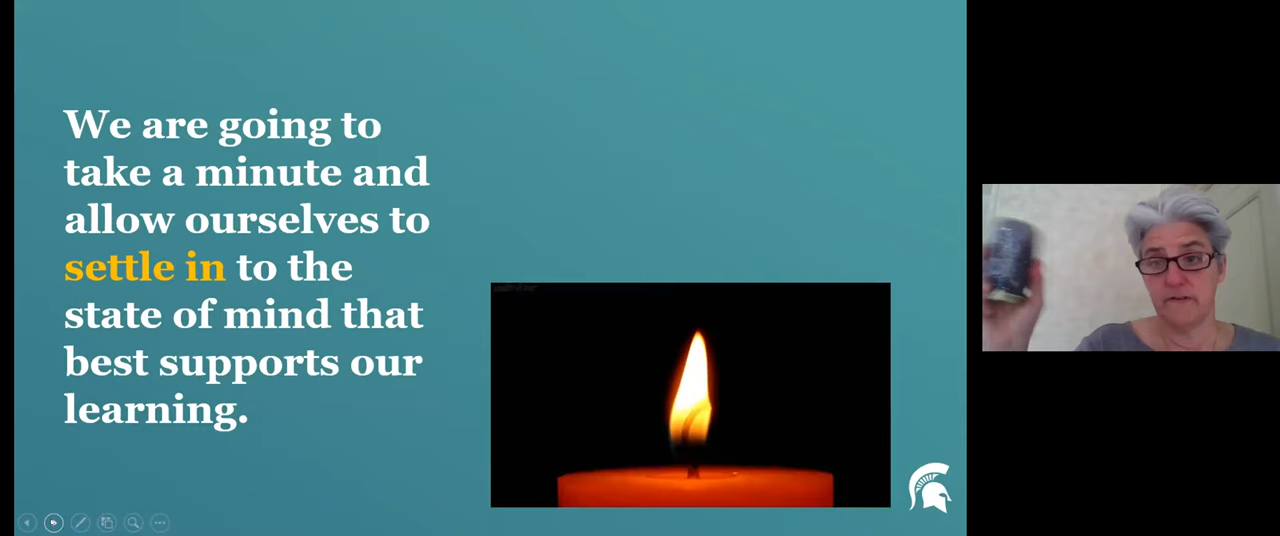 We are going to
take a minute and
allow ourselves to
settle in to the
state of mind that
best supports our
learning.